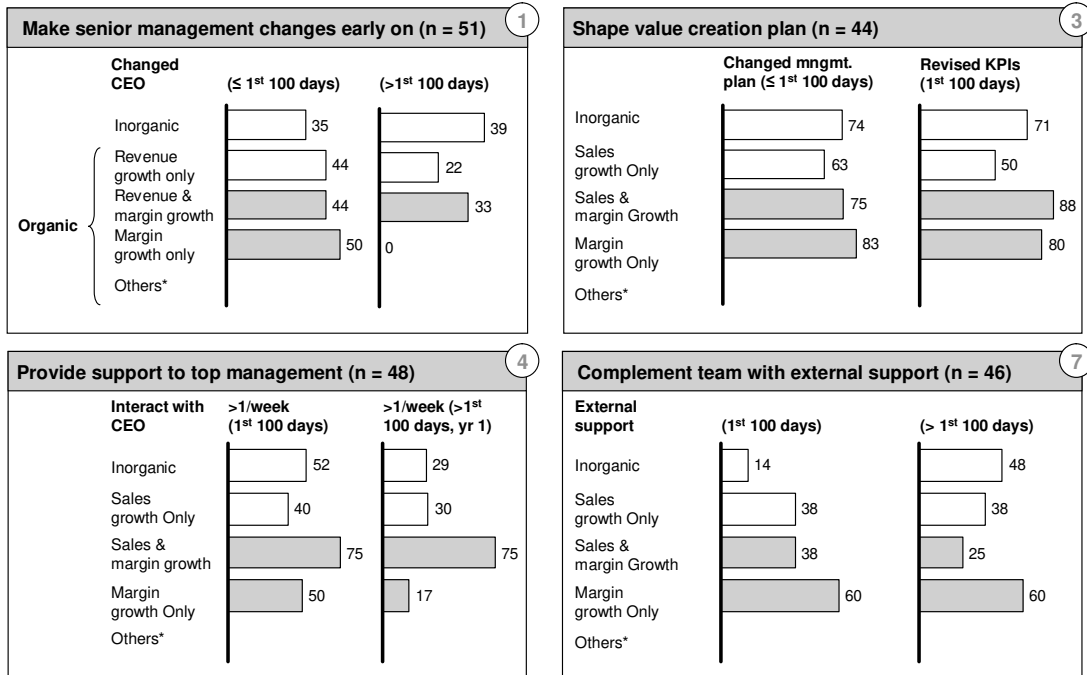 Make senior management changes early on (n = 51)
1
Changed
CEO
(≤ 1st 100 days)
(>1st 100 days)
Inorganic
35
39
Organic
Revenue
growth only
44
22
Revenue &
margin growth
44
33
Margin
growth only
50
0
Others*
Shape value creation plan (n = 44)
3
Changed mngmt.
plan (≤ 1st 100 days)
Revised KPIs
(1st 100 days)
Inorganic
74
71
Sales
growth Only
63
50
Sales &
margin Growth
75
88
Margin
growth Only
83
80
Others*
Provide support to top management (n = 48)
4
Interact with
CEO
>1/week
(1st 100 days)
>1/week (>1st
100 days, yr 1)
Inorganic
52
29
Sales
growth Only
40
30
Sales &
margin growth
75
75
Margin
growth Only
50
17
Others*
Complement team with external support (n = 46)
7
External
support
(1st 100 days)
(> 1st 100 days)
Inorganic
14
48
Sales
growth Only
38
38
Sales &
margin Growth
38
25
Margin
growth Only
60
60
Others*